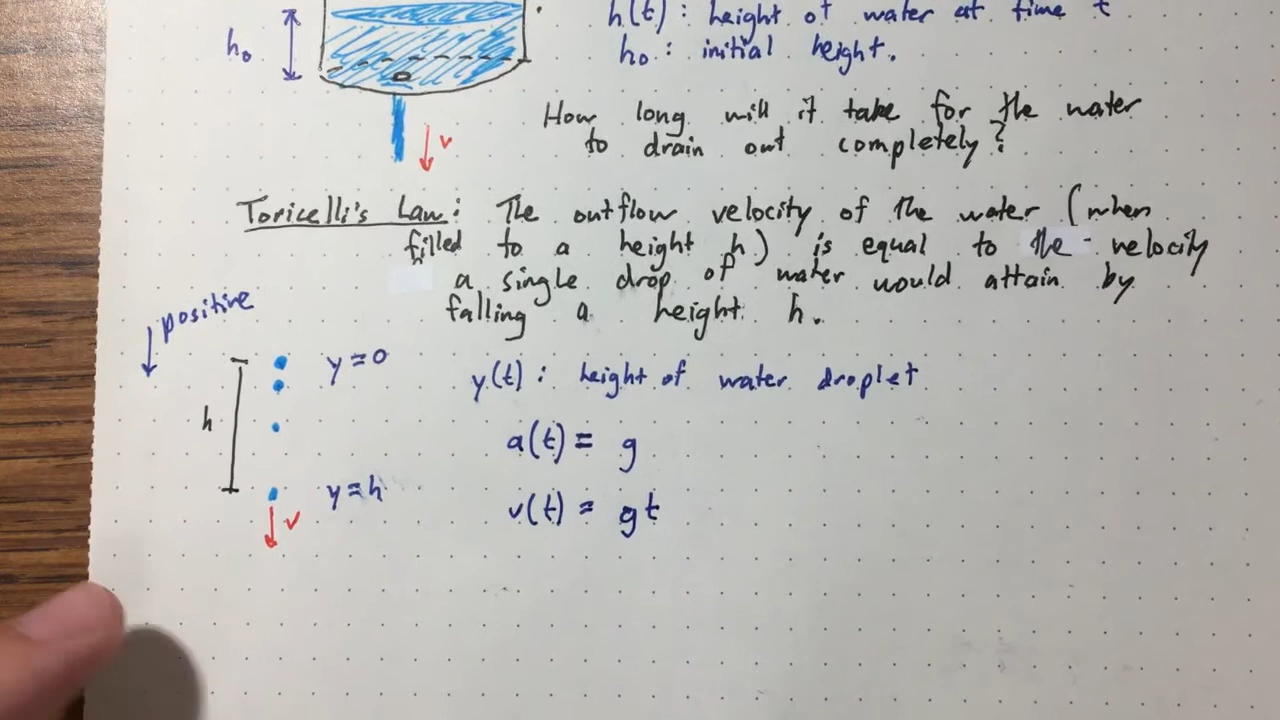 h(t): height of water at time t
h₀
h₀: initial height.
How long will it take for the water
to drain out completely?
v
Toricelli's Law: The outflow velocity of the water (when
filled to a height h) is equal to the velocity
a single drop of water would attain by
falling a height h.
positive
y=0
y(t): height of water droplet
h
a(t) = g
y=h
v(t) = gt
v